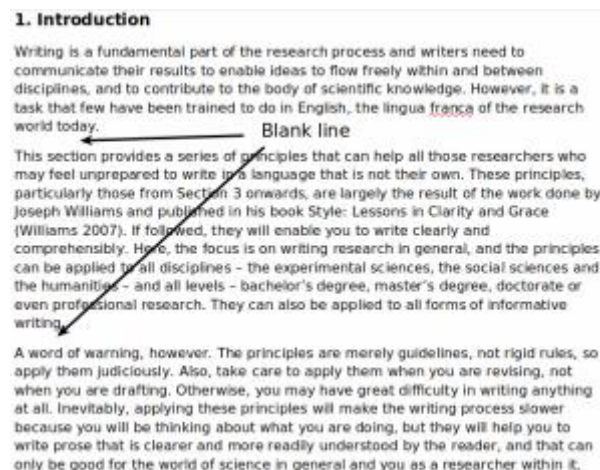 1. Introduction
Writing is a fundamental part of the research process and writers need to
communicate their results to enable ideas to flow freely within and between
disciplines, and to contribute to the body of scientific knowledge. However, it is a
task that few have been trained to do in English, the lingua franca of the research
world today.
Blank line
This section provides a series of principles that can help all those researchers who
may feel unprepared to write in a language that is not their own. These principles,
particularly those from Section 3 onwards, are largely the result of the work done by
Joseph Williams and published in his book Style: Lessons in Clarity and Grace
(Williams 2007). If followed, they will enable you to write clearly and
comprehensibly. Here, the focus is on writing research in general, and the principles
can be applied to all disciplines – the experimental sciences, the social sciences and
the humanities – and all levels – bachelor's degree, master's degree, doctorate or
even professional research. They can also be applied to all forms of informative
writing.
A word of warning, however. The principles are merely guidelines, not rigid rules, so
apply them judiciously. Also, take care to apply them when you are revising, not
when you are drafting. Otherwise, you may have great difficulty in writing anything
at all. Inevitably, applying these principles will make the writing process slower
because you will be thinking about what you are doing, but they will help you to
write prose that is clearer and more readily understood by the reader, and that can
only be good for the world of science in general and you as a researcher within it.